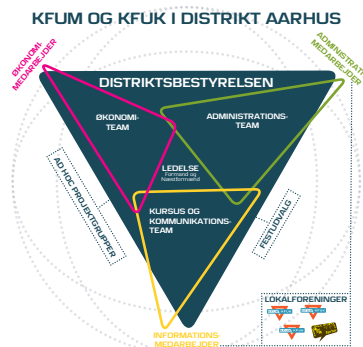 KFUM OG KFUK I DISTRIKT AARHUS
ØKONOMI-
MEDARBEJDER
ADMINISTRATIONS
MEDARBEJDER
DISTRIKTSBESTYRELSEN
ØKONOMI-
TEAM
ADMINISTRATIONS-
TEAM
LEDELSE
Formand og
Næstformænd
AD HOC PROJEKTGRUPPER
KURSUS OG
KOMMUNIKATIONS-
TEAM
FESTUDVALG
LOKALFORENINGER
INFORMATIONS-
MEDARBEJDER